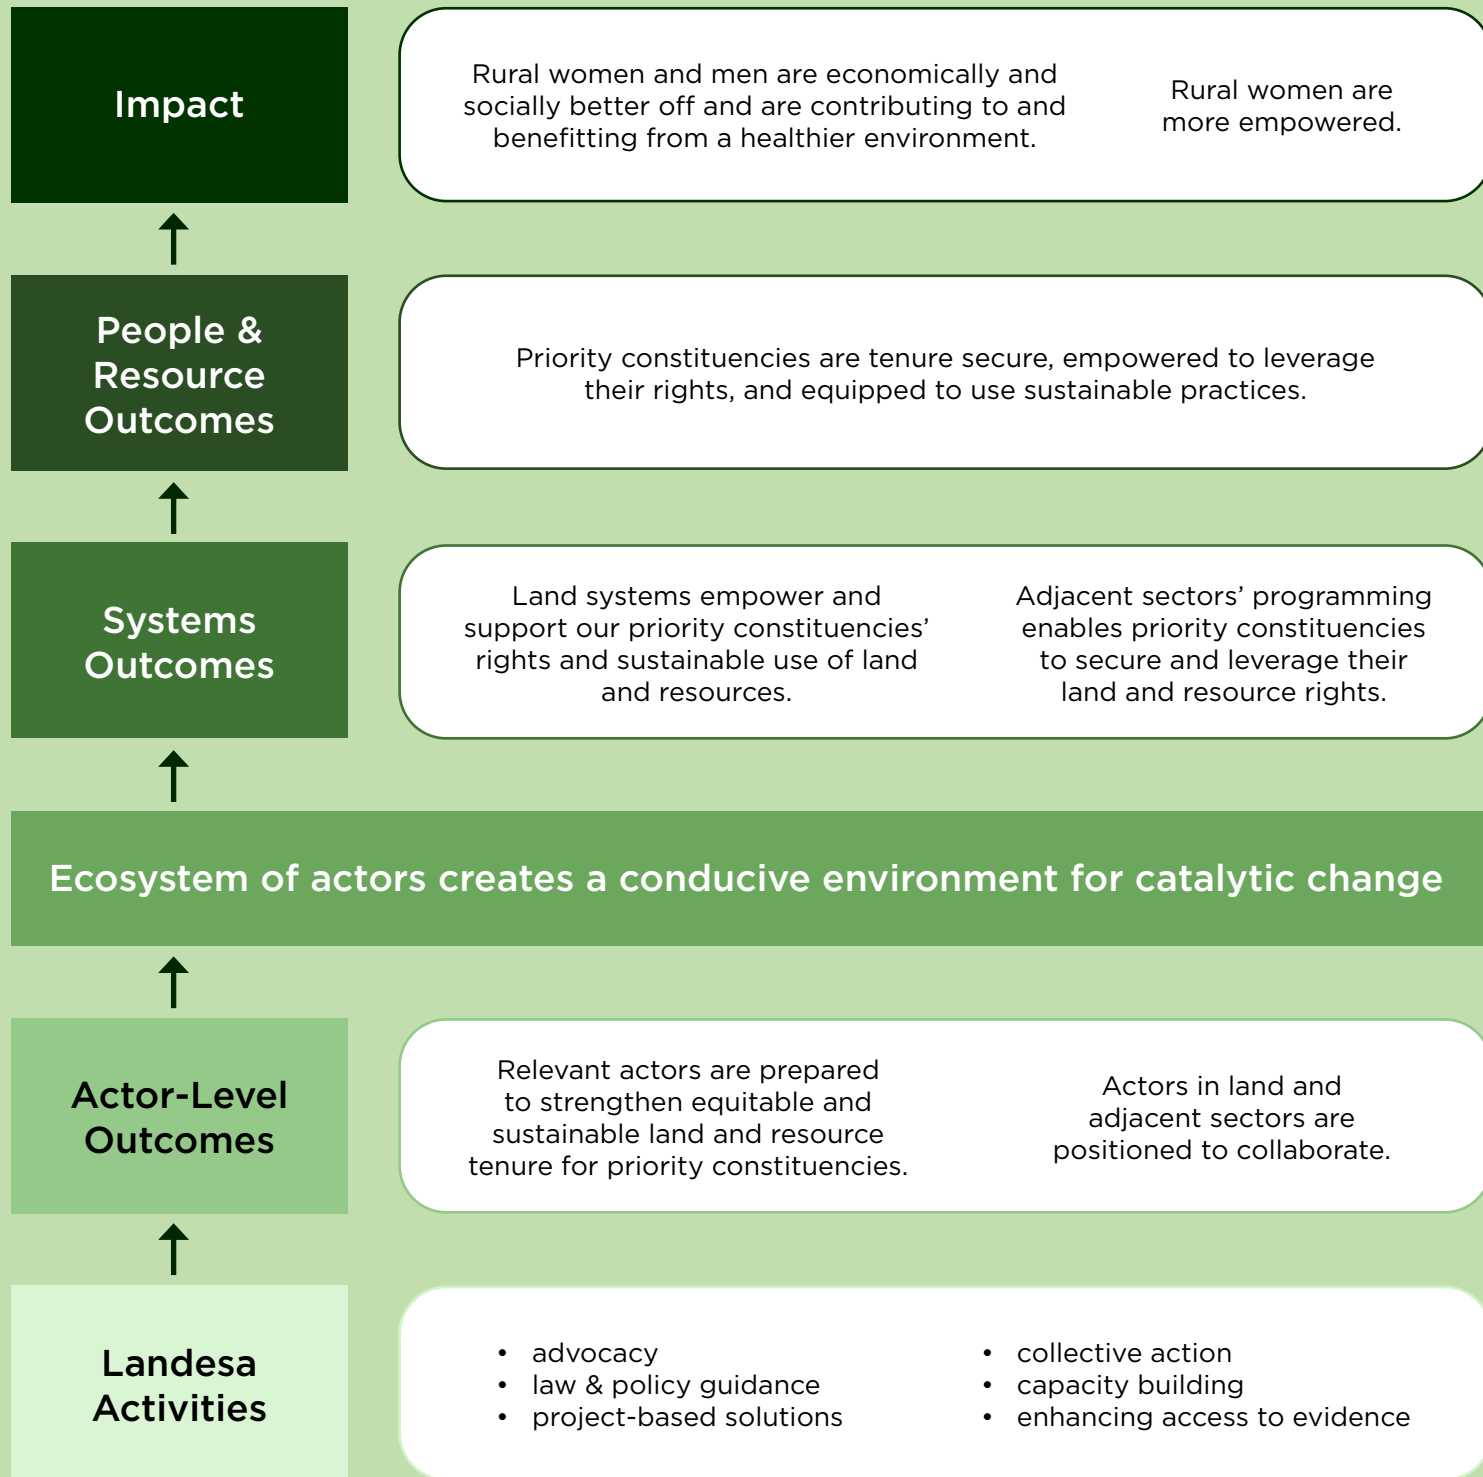 Impact
Rural women and men are economically and
socially better off and are contributing to and
benefitting from a healthier environment.
Rural women are
more empowered.
People &
Resource
Outcomes
Priority constituencies are tenure secure, empowered to leverage
their rights, and equipped to use sustainable practices.
Systems
Outcomes
Land systems empower and
support our priority constituencies’
rights and sustainable use of land
and resources.
Adjacent sectors’ programming
enables priority constituencies
to secure and leverage their
land and resource rights.
Ecosystem of actors creates a conducive environment for catalytic change
Actor-Level
Outcomes
Relevant actors are prepared
to strengthen equitable and
sustainable land and resource
tenure for priority constituencies.
Actors in land and
adjacent sectors are
positioned to collaborate.
Landesa
Activities
• advocacy
• law & policy guidance
• project-based solutions
• collective action
• capacity building
• enhancing access to evidence